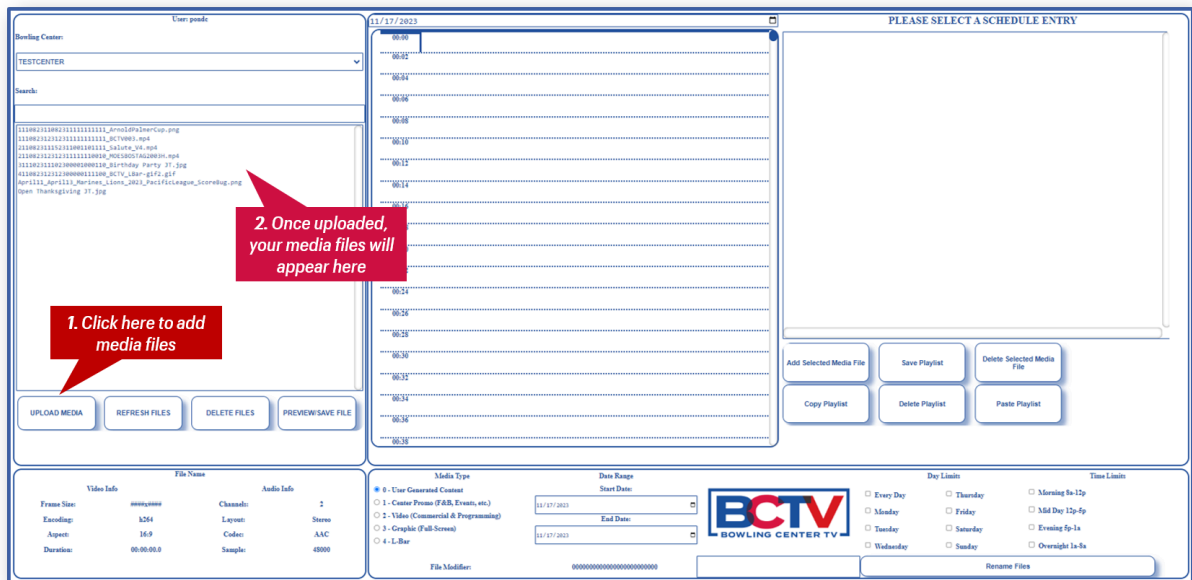 User: pondc
Bowling Center:
TESTCENTER
Search:
11108231108231111111111_ArnoldPalmerCup.png
11108231231231111111111_BCTV003.mp4
21108231152311001101111_Salute_V4.mp4
21108231231231111110010_MOESBOSTAG2003H.mp4
31110231110230000100011
0_Birthday Party JT.jpg
41108231231230000111100_BCTV_LBar-gif2.gif
April11_April13_Marines_Lions_2023_PacificLeague_ScoreBug.png
Open Thanksgiving JT.jpg
2. Once uploaded,
your media files will
appear here
1. Click here to add
media files
UPLOAD MEDIA
REFRESH FILES
DELETE FILES
PREVIEW/SAVE FILE
11/17/2023
00:00
00:02
00:04
00:06
00:08
00:10
00:12
00:14
00:24
00:26
00:28
00:30
00:32
00:34
00:36
00:38
PLEASE SELECT A SCHEDULE ENTRY
Add Selected Media File
Save Playlist
Delete Selected Media
File
Copy Playlist
Delete Playlist
Paste Playlist
File Name
Video Info
Audio Info
Frame Size:
####x####
Channels:
2
Encoding:
h264
Layout:
Stereo
Aspect:
16:9
Codec:
AAC
Duration:
00:00:00.0
Sample:
48000
Media Type
0 - User Generated Content
1 - Center Promo (F&B, Events, etc.)
2 - Video (Commercial & Programming)
3 - Graphic (Full-Screen)
4 - L-Bar
Date Range
Start Date:
11/17/2023
End Date:
11/17/2023
File Modifier:
BCTV
BOWLING CENTER TV
Day Limits
Every Day
Monday
Tuesday
Wednesday
Thursday
Friday
Saturday
Sunday
Time Limits
Morning 8a-12p
Mid Day 12p-5p
Evening 5p-1a
Overnight 1a-8a
Rename Files